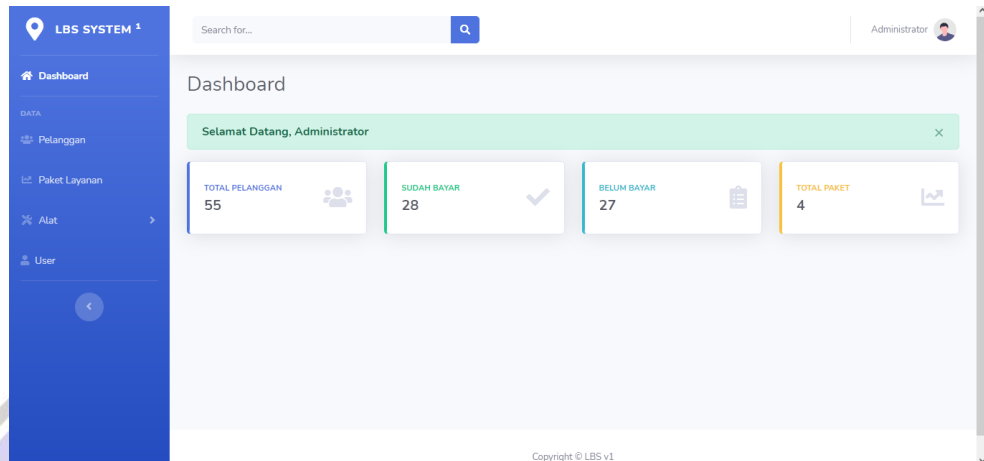 LBS SYSTEM 1
Search for...
Administrator
Dashboard
DATA
Pelanggan
Paket Layanan
Alat
User
Dashboard
Selamat Datang, Administrator
TOTAL PELANGGAN
55
SUDAH BAYAR
28
BELUM BAYAR
27
TOTAL PAKET
4
Copyright © LBS v1